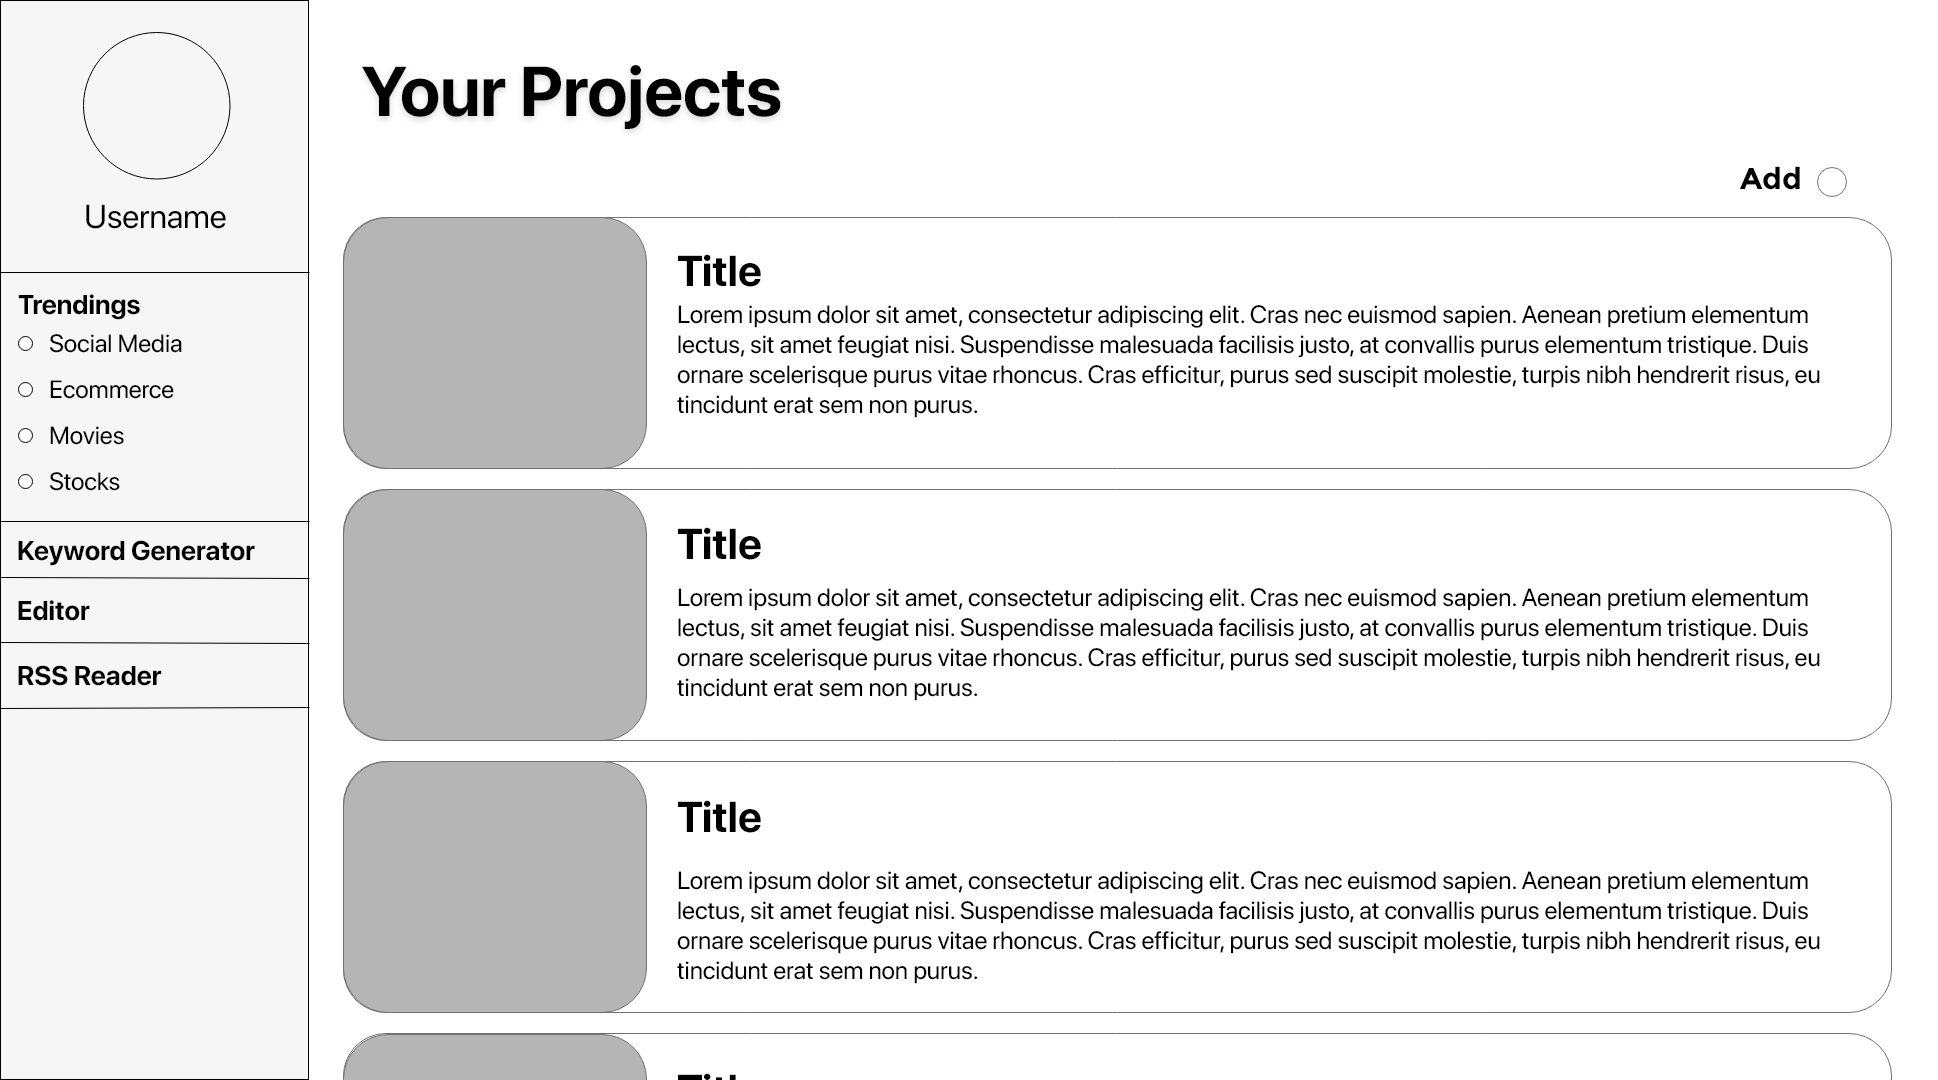 Username
Trendings
Social Media
Ecommerce
Movies
Stocks
Keyword Generator
Editor
RSS Reader
Your Projects
Add
Title
Lorem ipsum dolor sit amet, consectetur adipiscing elit. Cras nec euismod sapien. Aenean pretium elementum
lectus, sit amet feugiat nisi. Suspendisse malesuada facilisis justo, at convallis purus elementum tristique. Duis
ornare scelerisque purus vitae rhoncus. Cras efficitur, purus sed suscipit molestie, turpis nibh hendrerit risus, eu
tincidunt erat sem non purus.
Title
Lorem ipsum dolor sit amet, consectetur adipiscing elit. Cras nec euismod sapien. Aenean pretium elementum
lectus, sit amet feugiat nisi. Suspendisse malesuada facilisis justo, at convallis purus elementum tristique. Duis
ornare scelerisque purus vitae rhoncus. Cras efficitur, purus sed suscipit molestie, turpis nibh hendrerit risus, eu
tincidunt erat sem non purus.
Title
Lorem ipsum dolor sit amet, consectetur adipiscing elit. Cras nec euismod sapien. Aenean pretium elementum
lectus, sit amet feugiat nisi. Suspendisse malesuada facilisis justo, at convallis purus elementum tristique. Duis
ornare scelerisque purus vitae rhoncus. Cras efficitur, purus sed suscipit molestie, turpis nibh hendrerit risus, eu
tincidunt erat sem non purus.